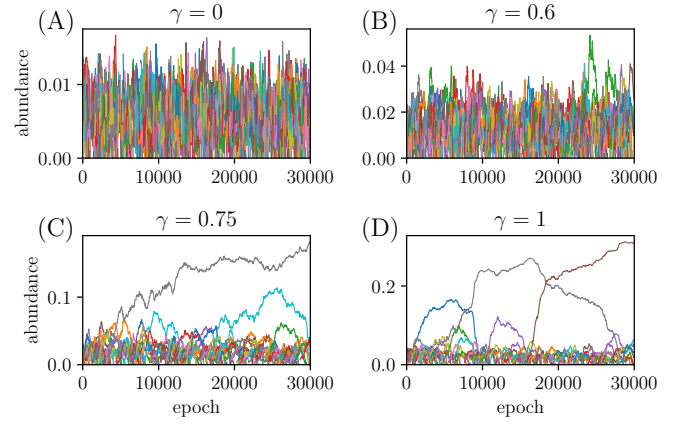 (A) γ = 0
abundance
0.01
0.00
0 10000 20000 30000
(B) γ = 0.6
0.04
0.02
0.00
0 10000 20000 30000
(C) γ = 0.75
abundance
0.1
0.0
0 10000 20000 30000
epoch
(D) γ = 1
0.2
0.0
0 10000 20000 30000
epoch